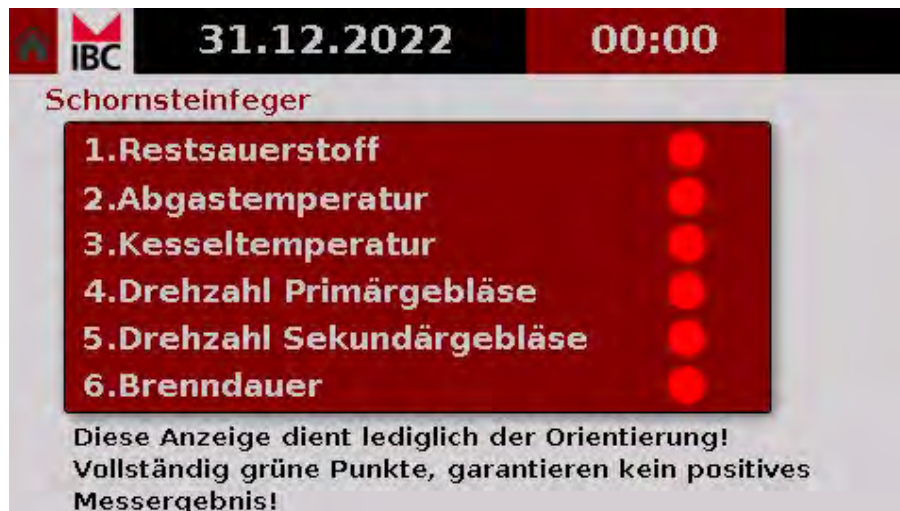 IBC 31.12.2022 00:00
Schornsteinfeger
1.Restsauerstoff
2.Abgastemperatur
3.Kesseltemperatur
4.Drehzahl Primärgebläse
5.Drehzahl Sekundärgebläse
6.Brenndauer
Diese Anzeige dient lediglich der Orientierung!
Vollständig grüne Punkte, garantieren kein positives
Messergebnis!